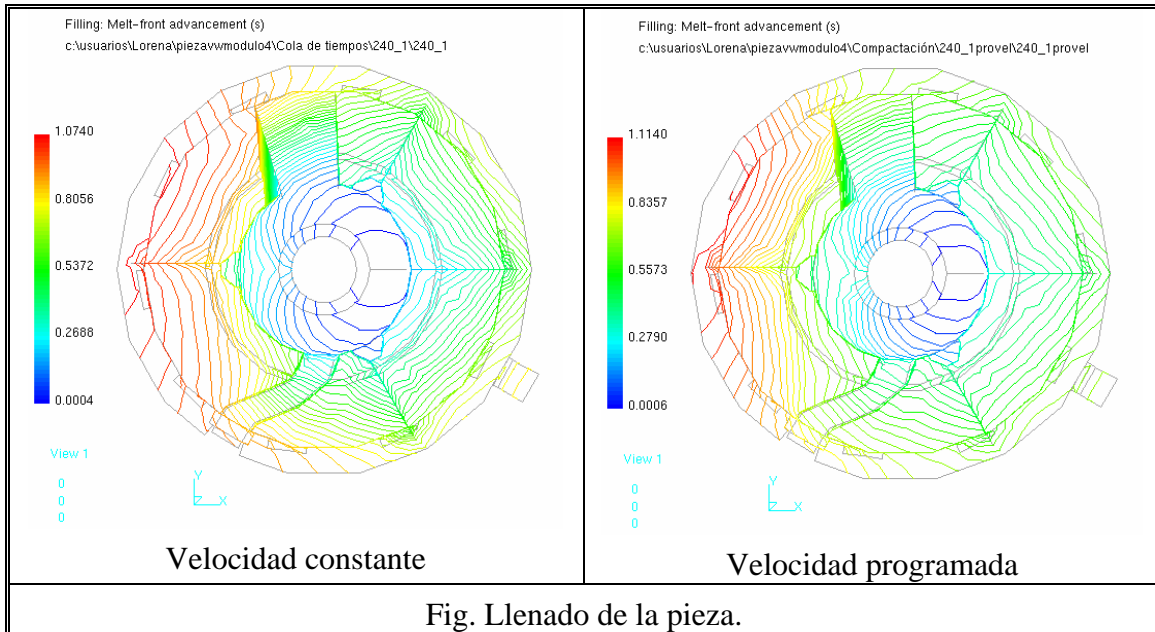 Filling: Melt-front advancement (s)
c:\usuarios\Lorena\piezavwmodulo4\Cola de tiempos\240_1\240_1
1.0740
0.8056
0.5372
0.2688
0.0004
View 1
0
0
0
Y
Z
X
Velocidad constante
Filling: Melt-front advancement (s)
c:\usuarios\Lorena\piezavwmodulo4\Compactación\240_1provel\240_1provel
1.1140
0.8357
0.5573
0.2790
0.0006
View 1
0
0
0
Y
Z
X
Velocidad programada
Fig. Llenado de la pieza.